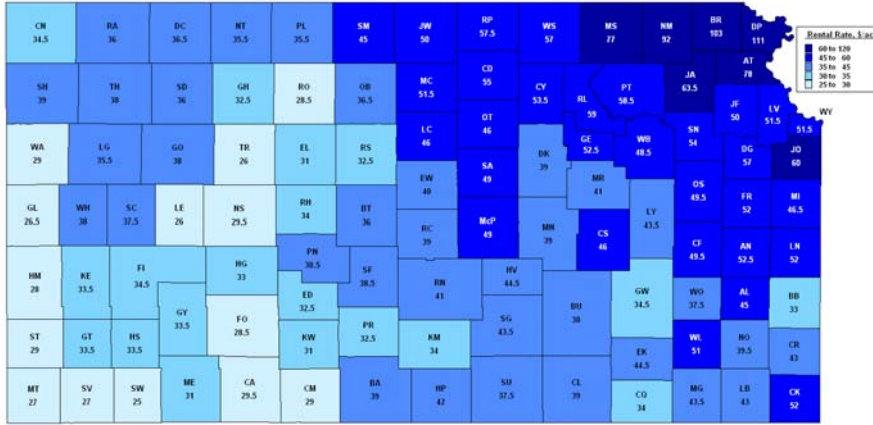 CN
34.5
RA
36
DC
36.5
NT
35.5
PL
35.5
SM
45
JW
50
RP
57.5
WS
57
MS
77
NM
92
BR
103
DP
111
Rental Rate, $/ac
60 to 120
45 to 60
35 to 45
30 to 35
25 to 30
SH
39
TH
38
SD
36
GH
32.5
RO
28.5
OB
36.5
MC
51.5
CD
55
CY
53.5
RL
59
PT
50.5
JA
63.5
AT
70
JF
50
LV
51.5
WY
51.5
WA
29
LG
35.5
GO
38
TR
26
EL
31
RS
32.5
LC
46
OT
46
DK
39
GE
52.5
WB
48.5
SN
54
DG
57
JO
60
GL
26.5
WH
38
SC
37.5
LE
26
NS
29.5
RH
34
BT
36
EW
40
SA
49
MR
41
OS
49.5
FR
52
MI
46.5
RC
39
McP
49
MN
39
CS
46
LY
43.5
CF
49.5
AN
52.5
LN
52
HM
28
KE
33.5
FI
34.5
HG
33
PN
38.5
SF
38.5
RN
41
HV
44.5
BU
38
GW
34.5
WO
37.5
AL
45
BB
33
GY
33.5
FO
28.5
ED
32.5
ST
29
GT
33.5
HS
33.5
KW
31
PR
32.5
KM
34
SG
43.5
EK
44.5
WL
51
NO
39.5
CR
43
MT
27
SV
27
SW
25
ME
31
CA
29.5
CM
29
BA
39
HP
42
SU
37.5
CL
39
CQ
34
MG
43.5
LB
43
CK
52